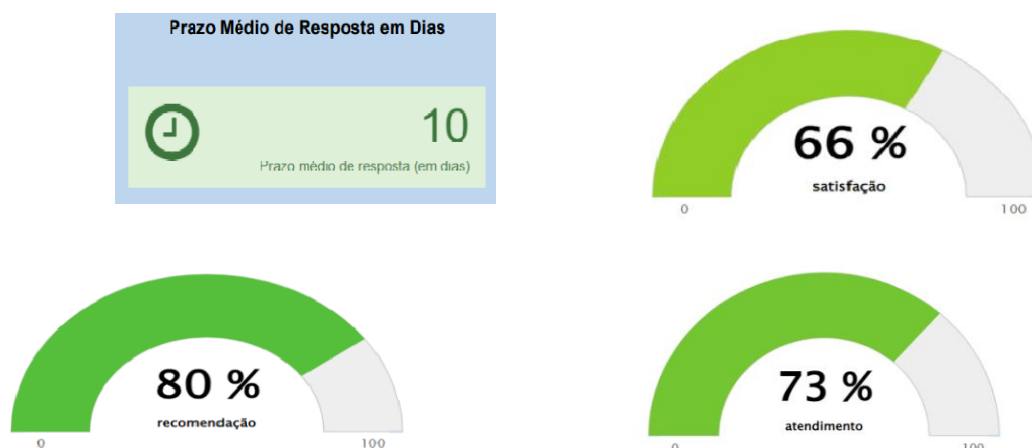 Prazo Médio de Resposta em Dias
10
Prazo médio de resposta (em dias)
66 %
satisfação
0
100
80 %
recomendação
0
100
73 %
atendimento
0
100